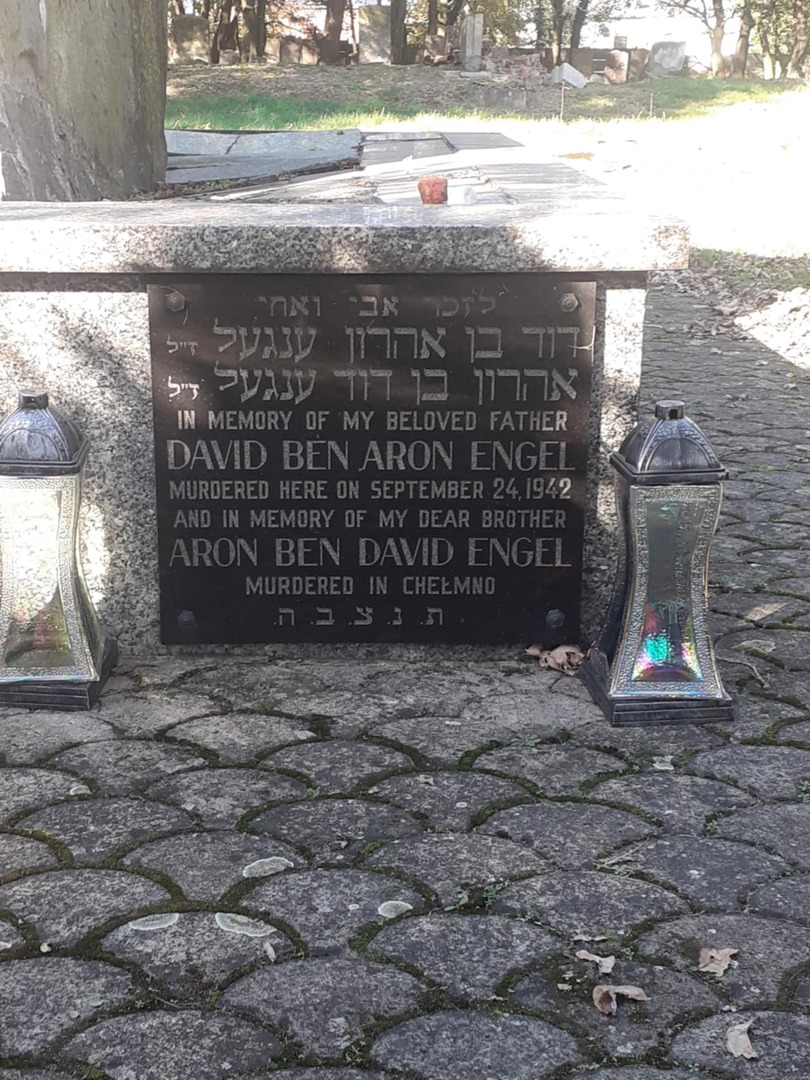 לזכר אבי ואחי
דוד בן אהרון ענגעל ז״ל
אהרון בן דוד ענגעל ז״ל
IN MEMORY OF MY BELOVED FATHER
DAVID BEN ARON ENGEL
MURDERED HERE ON SEPTEMBER 24,1942
AND IN MEMORY OF MY DEAR BROTHER
ARON BEN DAVID ENGEL
MURDERED IN CHEŁMNO
ת.נ.צ.ב.ה.